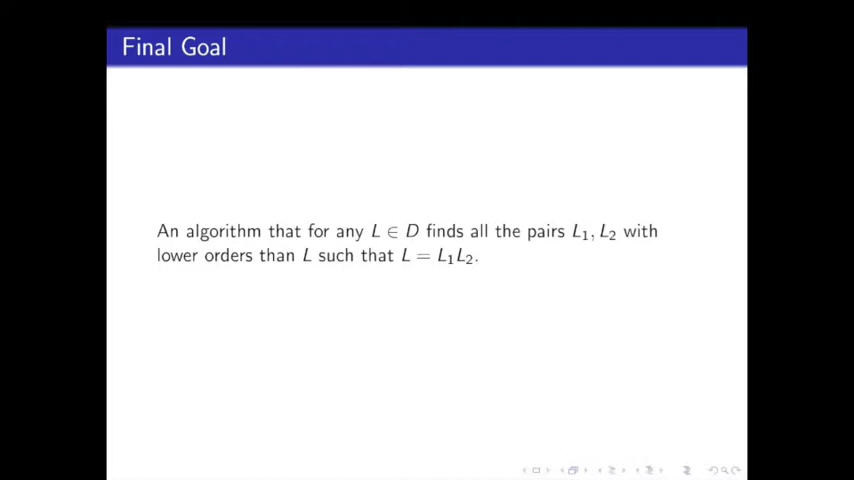 Final Goal
An algorithm that for any L ∈ D finds all the pairs L₁, L₂ with
lower orders than L such that L = L₁L₂.